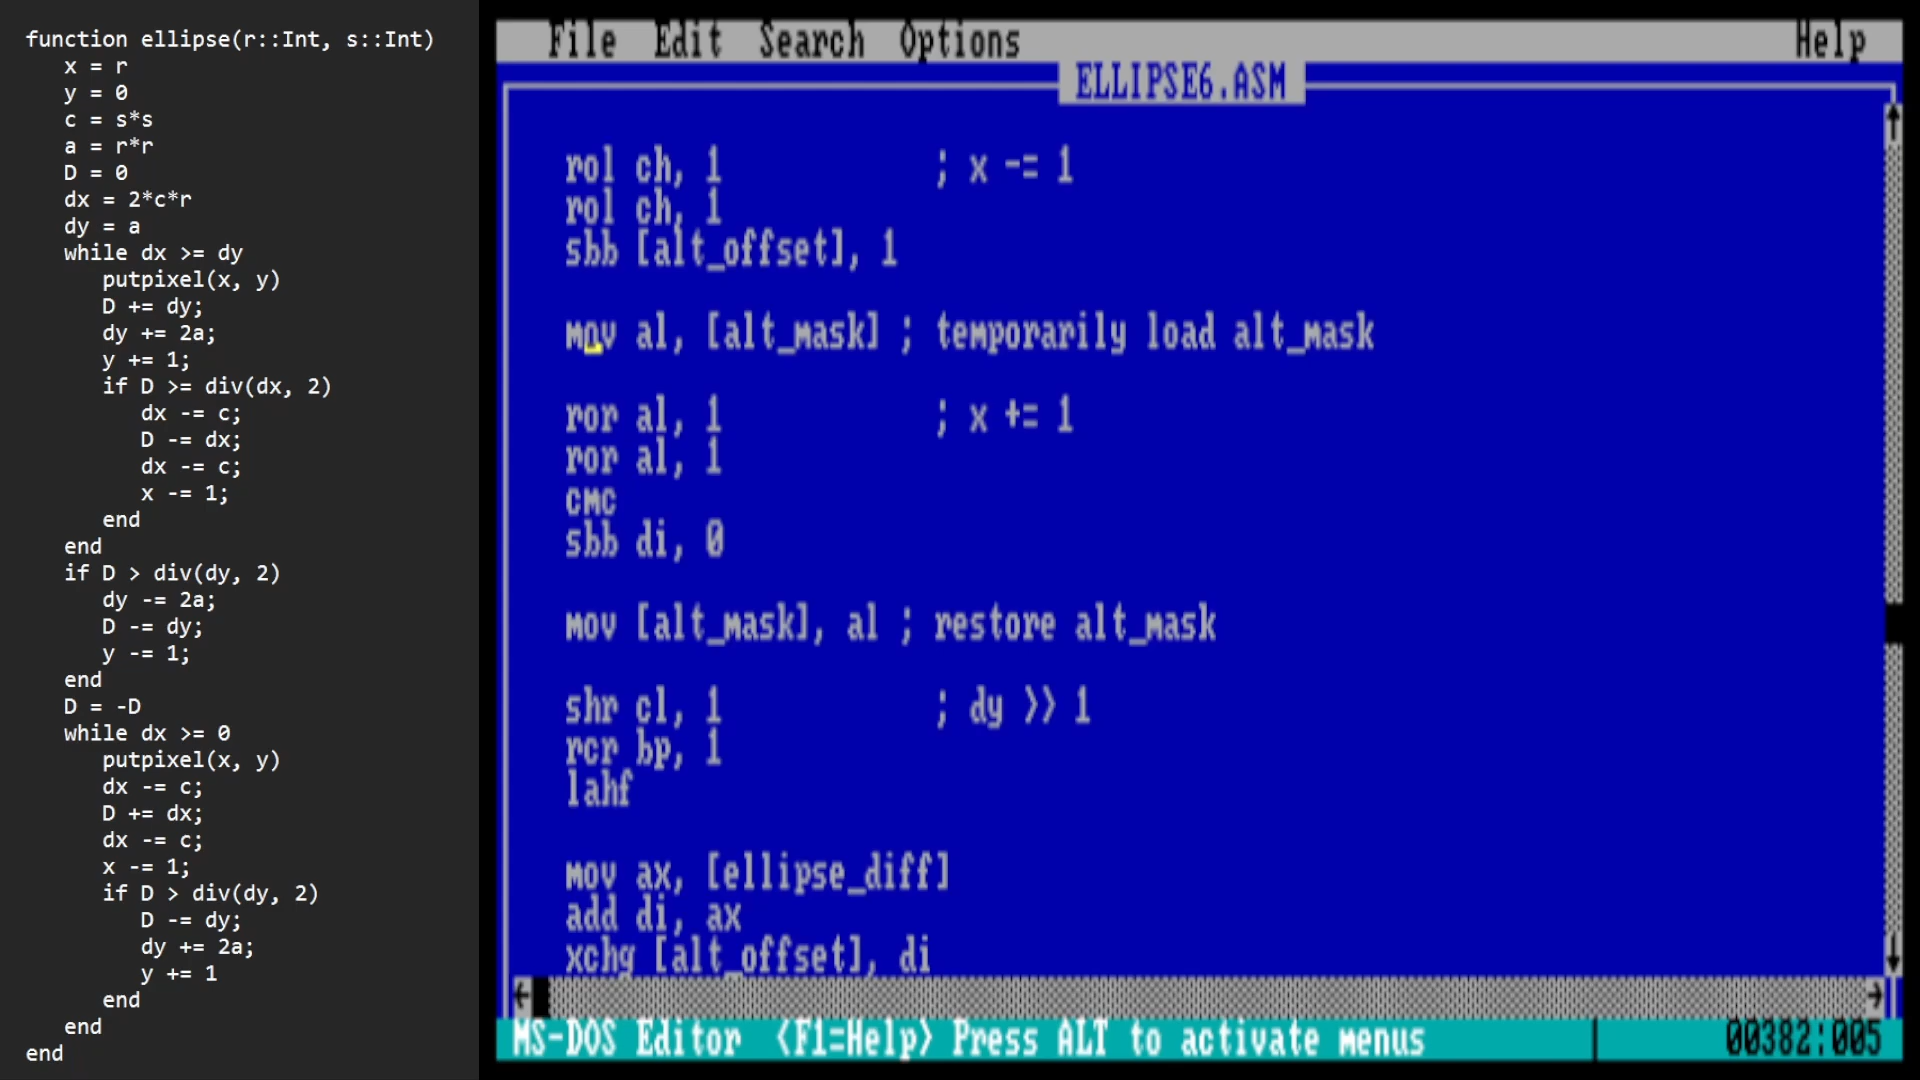 function ellipse(r::Int, s::Int)
x = r
y = 0
c = s*s
a = r*r
D = 0
dx = 2*c*r
dy = a
while dx >= dy
putpixel(x, y)
D += dy;
dy += 2a;
y += 1;
if D >= div(dx, 2)
dx -= c;
D -= dx;
dx -= c;
x -= 1;
end
end
if D > div(dy, 2)
dy -= 2a;
D -= dy;
y -= 1;
end
D = -D
while dx >= 0
putpixel(x, y)
dx -= c;
D += dx;
dx -= c;
x -= 1;
if D > div(dy, 2)
D -= dy;
dy += 2a;
y += 1
end
end
end
File Edit Search Options Help
ELLIPSE6.ASM
rol ch, 1 ; x -= 1
rol ch, 1
sbb [alt_offset], 1
mov al, [alt_mask] ; temporarily load alt_mask
ror al, 1 ; x += 1
ror al, 1
cmc
sbb di, 0
mov [alt_mask], al ; restore alt_mask
shr cl, 1 ; dy >> 1
rcr bp, 1
lahf
mov ax, [ellipse_diff]
add di, ax
xchg [alt_offset], di
MS-DOS Editor <F1=Help> Press ALT to activate menus 00382:005